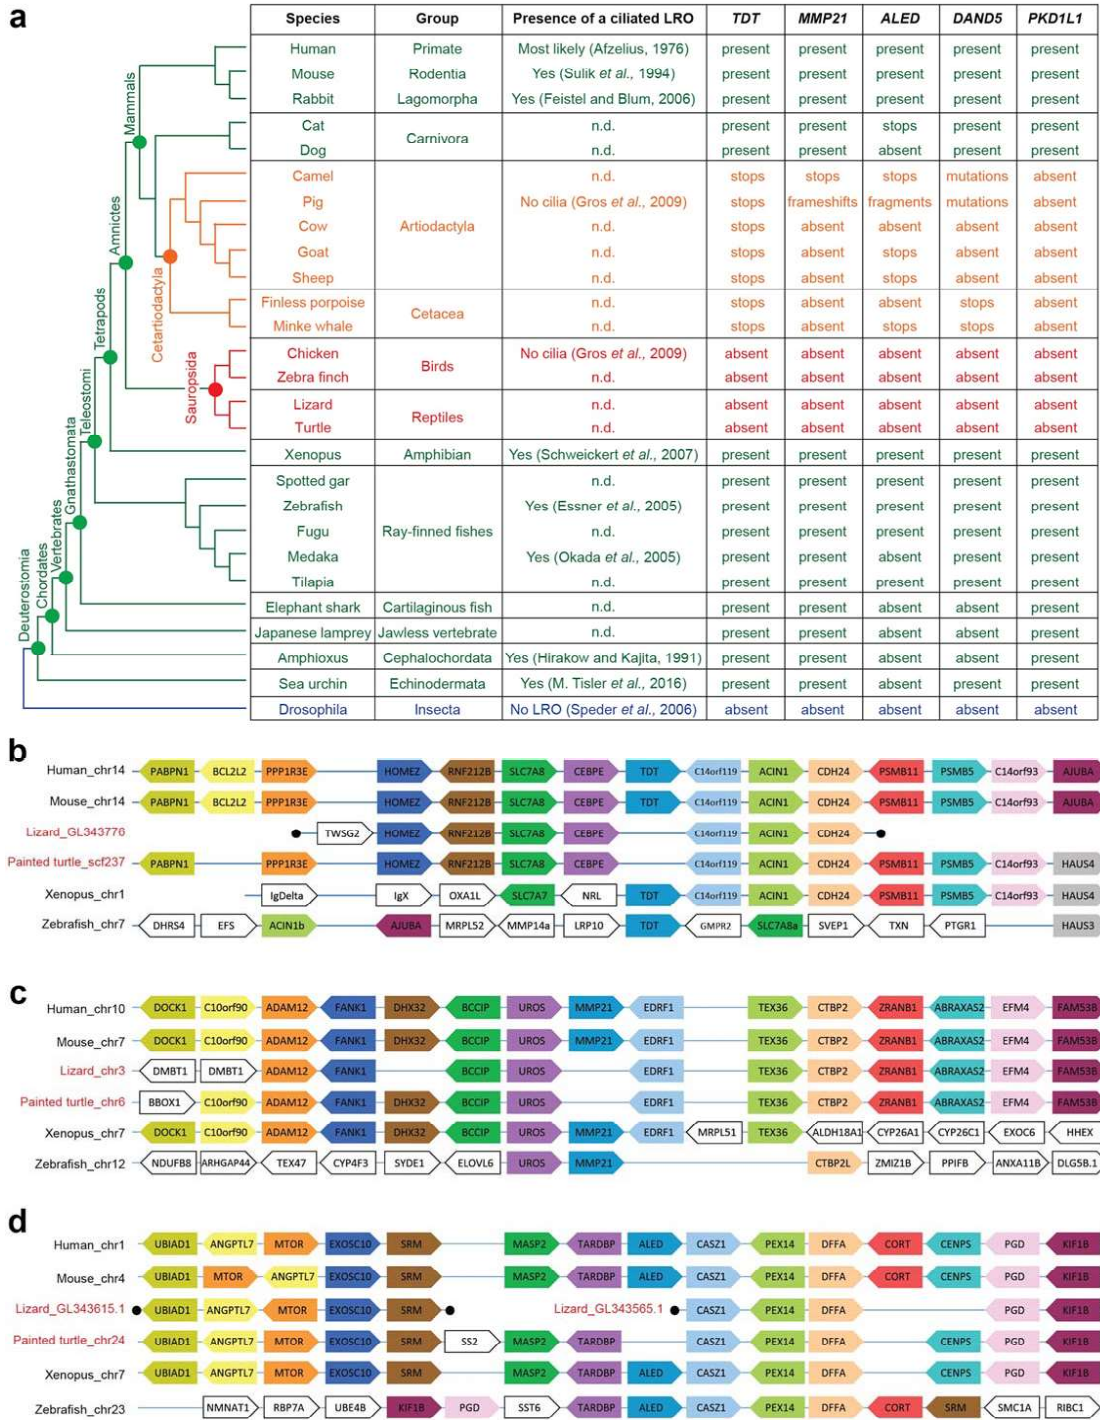 a
Species Group Presence of a ciliated LRO TDT MMP21 ALED DAND5 PKD1L1
Human Primate Most likely (Afzelius, 1976) present present present present present
Mouse Rodentia Yes (Sulik et al., 1994) present present present present present
Rabbit Lagomorpha Yes (Feistel and Blum, 2006) present present present present present
Cat Carnivora n.d. present present stops present present
Dog n.d. present present absent present present
Camel n.d. stops stops stops mutations absent
Pig No cilia (Gros et al., 2009) stops frameshifts fragments mutations absent
Cow Artiodactyla n.d. stops absent absent absent absent
Goat n.d. stops absent stops absent absent
Sheep n.d. stops absent stops absent absent
Finless porpoise Cetacea n.d. stops absent absent stops absent
Minke whale n.d. stops absent stops stops absent
Chicken Birds No cilia (Gros et al., 2009) absent absent absent absent absent
Zebra finch n.d. absent absent absent absent absent
Lizard Reptiles n.d. absent absent absent absent absent
Turtle n.d. absent absent absent absent absent
Xenopus Amphibian Yes (Schweickert et al., 2007) present present present present present
Spotted gar n.d. present present present present present
Zebrafish Yes (Essner et al., 2005) present present present present present
Fugu Ray-finned fishes n.d. present present present present present
Medaka Yes (Okada et al., 2005) present present absent present present
Tilapia n.d. present present present present present
Elephant shark Cartilaginous fish n.d. present present absent absent present
Japanese lamprey Jawless vertebrate n.d. present present absent absent present
Amphioxus Cephalochordata Yes (Hirakow and Kajita, 1991) present present absent present present
Sea urchin Echinodermata Yes (M. Tisler et al., 2016) present present absent present present
Drosophila Insecta No LRO (Speder et al., 2006) absent absent absent absent absent
Mammals
Amnictes
Cetartiodactyla
Tetrapods
Sauropsida
Teleostomi
Gnathastomata
Vertebrates
Chordates
Deuterostomia
b
Human_chr14 PABPN1 BCL2L2 PPP1R3E HOMEZ RNF212B SLC7A8 CEBPE TDT C14orf119 ACIN1 CDH24 PSMB11 PSMB5 C14orf93 AJUBA
Mouse_chr14 PABPN1 BCL2L2 PPP1R3E HOMEZ RNF212B SLC7A8 CEBPE TDT C14orf119 ACIN1 CDH24 PSMB11 PSMB5 C14orf93 AJUBA
Lizard_GL343776 TWSG2 HOMEZ RNF212B SLC7A8 CEBPE C14orf119 ACIN1 CDH24
Painted turtle_scf237 PABPN1 PPP1R3E HOMEZ RNF212B SLC7A8 CEBPE C14orf119 ACIN1 CDH24 PSMB11 PSMB5 C14orf93 HAUS4
Xenopus_chr1 IgDelta IgX OXA1L SLC7A7 NRL TDT C14orf119 ACIN1 CDH24 PSMB11 PSMB5 C14orf93 HAUS4
Zebrafish_chr7 DHRS4 EFS ACIN1b AJUBA MRPL52 MMP14a LRP10 TDT GMPR2 SLC7A8a SVEP1 TXN PTGR1 HAUS3
c
Human_chr10 DOCK1 C10orf90 ADAM12 FANK1 DHX32 BCCIP UROS MMP21 EDRF1 TEX36 CTBP2 ZRANB1 ABRAXAS2 EFM4 FAM53B
Mouse_chr7 DOCK1 C10orf90 ADAM12 FANK1 DHX32 BCCIP UROS MMP21 EDRF1 TEX36 CTBP2 ZRANB1 ABRAXAS2 EFM4 FAM53B
Lizard_chr3 DMBT1 DMBT1 ADAM12 FANK1 BCCIP UROS EDRF1 TEX36 CTBP2 ZRANB1 ABRAXAS2 EFM4 FAM53B
Painted turtle_chr6 BBOX1 C10orf90 ADAM12 FANK1 DHX32 BCCIP UROS EDRF1 TEX36 CTBP2 ZRANB1 ABRAXAS2 EFM4 FAM53B
Xenopus_chr7 DOCK1 C10orf90 ADAM12 FANK1 DHX32 BCCIP UROS MMP21 EDRF1 MRPL51 TEX36 ALDH18A1 CYP26A1 CYP26C1 EXOC6 HHEX
Zebrafish_chr12 NDUFB8 ARHGAP44 TEX47 CYP4F3 SYDE1 ELOVL6 UROS MMP21 CTBP2L ZMIZ1B PPIFB ANXA11B DLG5B.1
d
Human_chr1 UBIAD1 ANGPTL7 MTOR EXOSC10 SRM MASP2 TARDBP ALED CASZ1 PEX14 DFFA CORT CENPS PGD KIF1B
Mouse_chr4 UBIAD1 MTOR ANGPTL7 EXOSC10 SRM MASP2 TARDBP ALED CASZ1 PEX14 DFFA CORT CENPS PGD KIF1B
Lizard_GL343615.1 UBIAD1 ANGPTL7 MTOR EXOSC10 SRM Lizard_GL343565.1 CASZ1 PEX14 DFFA PGD KIF1B
Painted turtle_chr24 UBIAD1 ANGPTL7 MTOR EXOSC10 SRM SS2 MASP2 TARDBP CASZ1 PEX14 DFFA CENPS PGD KIF1B
Xenopus_chr7 UBIAD1 ANGPTL7 MTOR EXOSC10 SRM MASP2 TARDBP ALED CASZ1 PEX14 DFFA CENPS PGD KIF1B
Zebrafish_chr23 NMNAT1 RBP7A UBE4B KIF1B PGD SST6 TARDBP ALED CASZ1 PEX14 DFFA CORT SRM SMC1A RIBC1